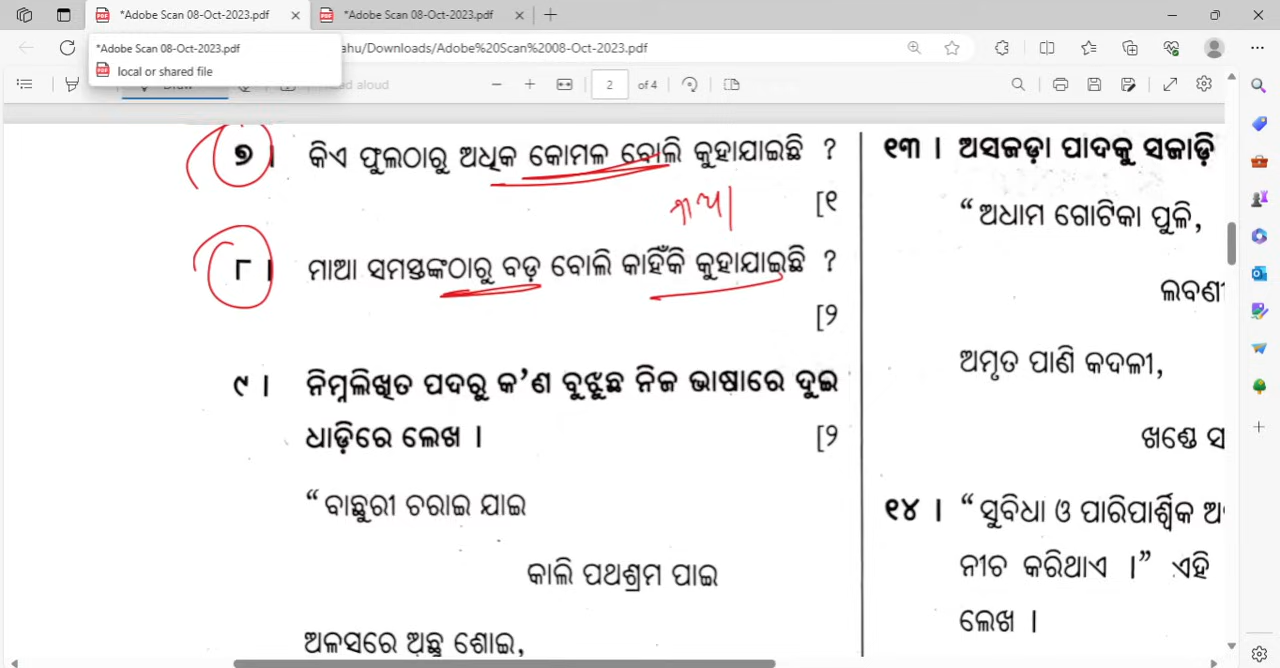 *Adobe Scan 08-Oct-2023.pdf
*Adobe Scan 08-Oct-2023.pdf
*Adobe Scan 08-Oct-2023.pdf
local or shared file
ahu/Downloads/Adobe%20Scan%2008-Oct-2023.pdf
Draw
ead aloud
2
of 4
୭ । କିଏ ଫୁଲଠାରୁ ଅଧିକ କୋମଳ ବୋଲି କୁହାଯାଇଛି ?
[୧
୮ । ମାଆ ସମସ୍ତଙ୍କଠାରୁ ବଡ଼ ବୋଲି କାହିଁକି କୁହାଯାଇଛି ?
[୨
୯ । ନିମ୍ନଲିଖିତ ପଦରୁ କ’ଣ ବୁଝୁଛ ନିଜ ଭାଷାରେ ଦୁଇ
ଧାଡ଼ିରେ ଲେଖ । [୨
“ ବାଛୁରୀ ଚରାଇ ଯାଇ
କାଲି ପଥଶ୍ରମ ପାଇ
ଅଳସରେ ଅଛୁ ଶୋଇ,
୧୩ । ଅସଜଡ଼ା ପାଦକୁ ସଜାଡ଼ି
“ ଅଧାମ ଗୋଟିକା ପୁଳି,
ଲବଣୀ
ଅମୃତ ପାଣି କଦଳୀ,
ଖଣ୍ଡେ ସ
୧୪ । “ ସୁବିଧା ଓ ପାରିପାର୍ଶ୍ୱିକ ଅ
ନୀଚ କରିଥାଏ ।” ଏହି
ଲେଖ ।